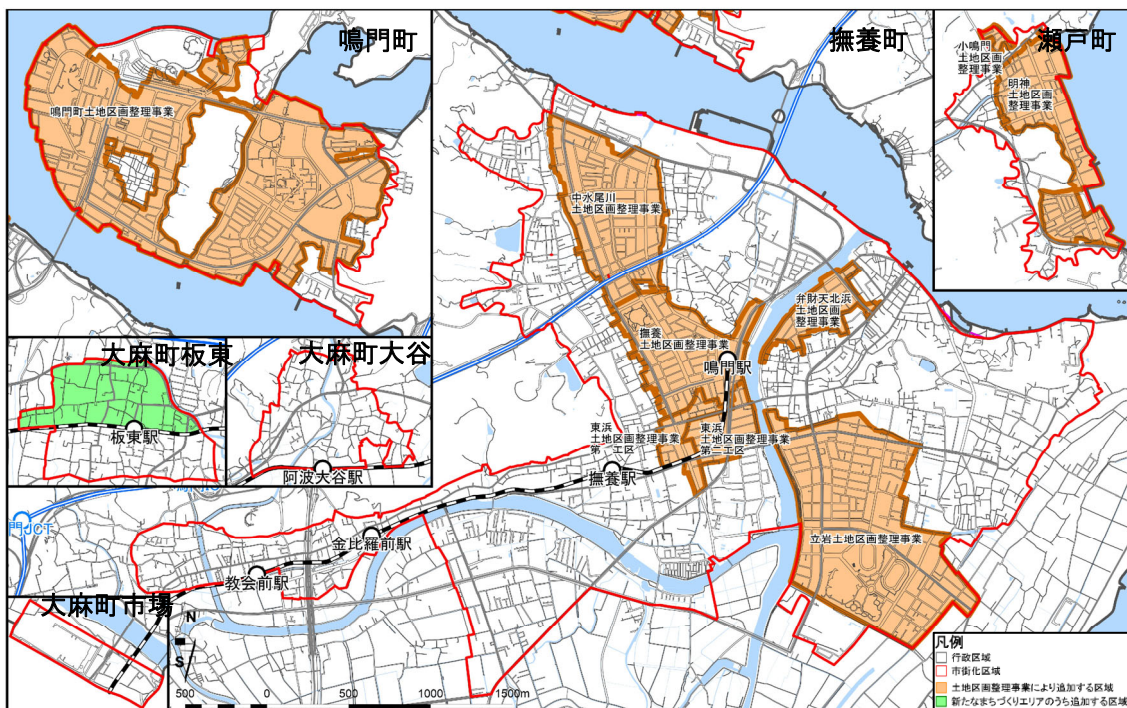 鳴門町
鳴門町土地区画整理事業
撫養町
中水尾川
土地区画整理事業
撫養
土地区画整理事業
鳴門駅
弁財天北浜
土地区画
整理事業
東浜
土地区画整理事業
第一工区
東浜
土地区画整理事業
第二工区
撫養駅
立岩土地区画整理事業
金比羅前駅
教会前駅
瀬戸町
小鳴門
土地区画
整理事業
明神
土地区画
整理事業
大麻町板東
板東駅
大麻町大谷
阿波大谷駅
門JCT
大麻町市場
N
S
500 0 500 1000 1500m
凡例
行政区域
市街化区域
土地区画整理事業により追加する区域
新たなまちづくりエリアのうち追加する区域